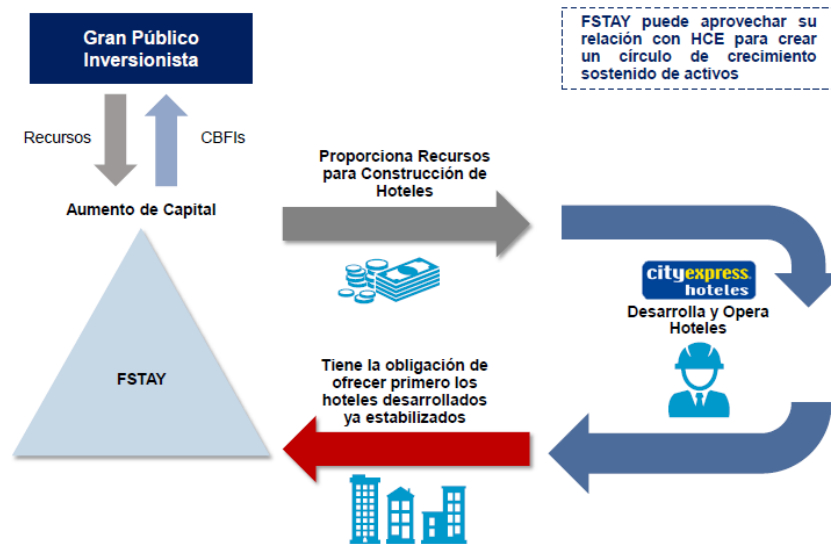 Gran Público
Inversionista
FSTAY puede aprovechar su
relación con HCE para crear
un círculo de crecimiento
sostenido de activos
Recursos
CBFIs
Aumento de Capital
Proporciona Recursos
para Construcción de
Hoteles
cityexpress.
hoteles
Desarrolla y Opera
Hoteles
FSTAY
Tiene la obligación de
ofrecer primero los
hoteles desarrollados
ya estabilizados